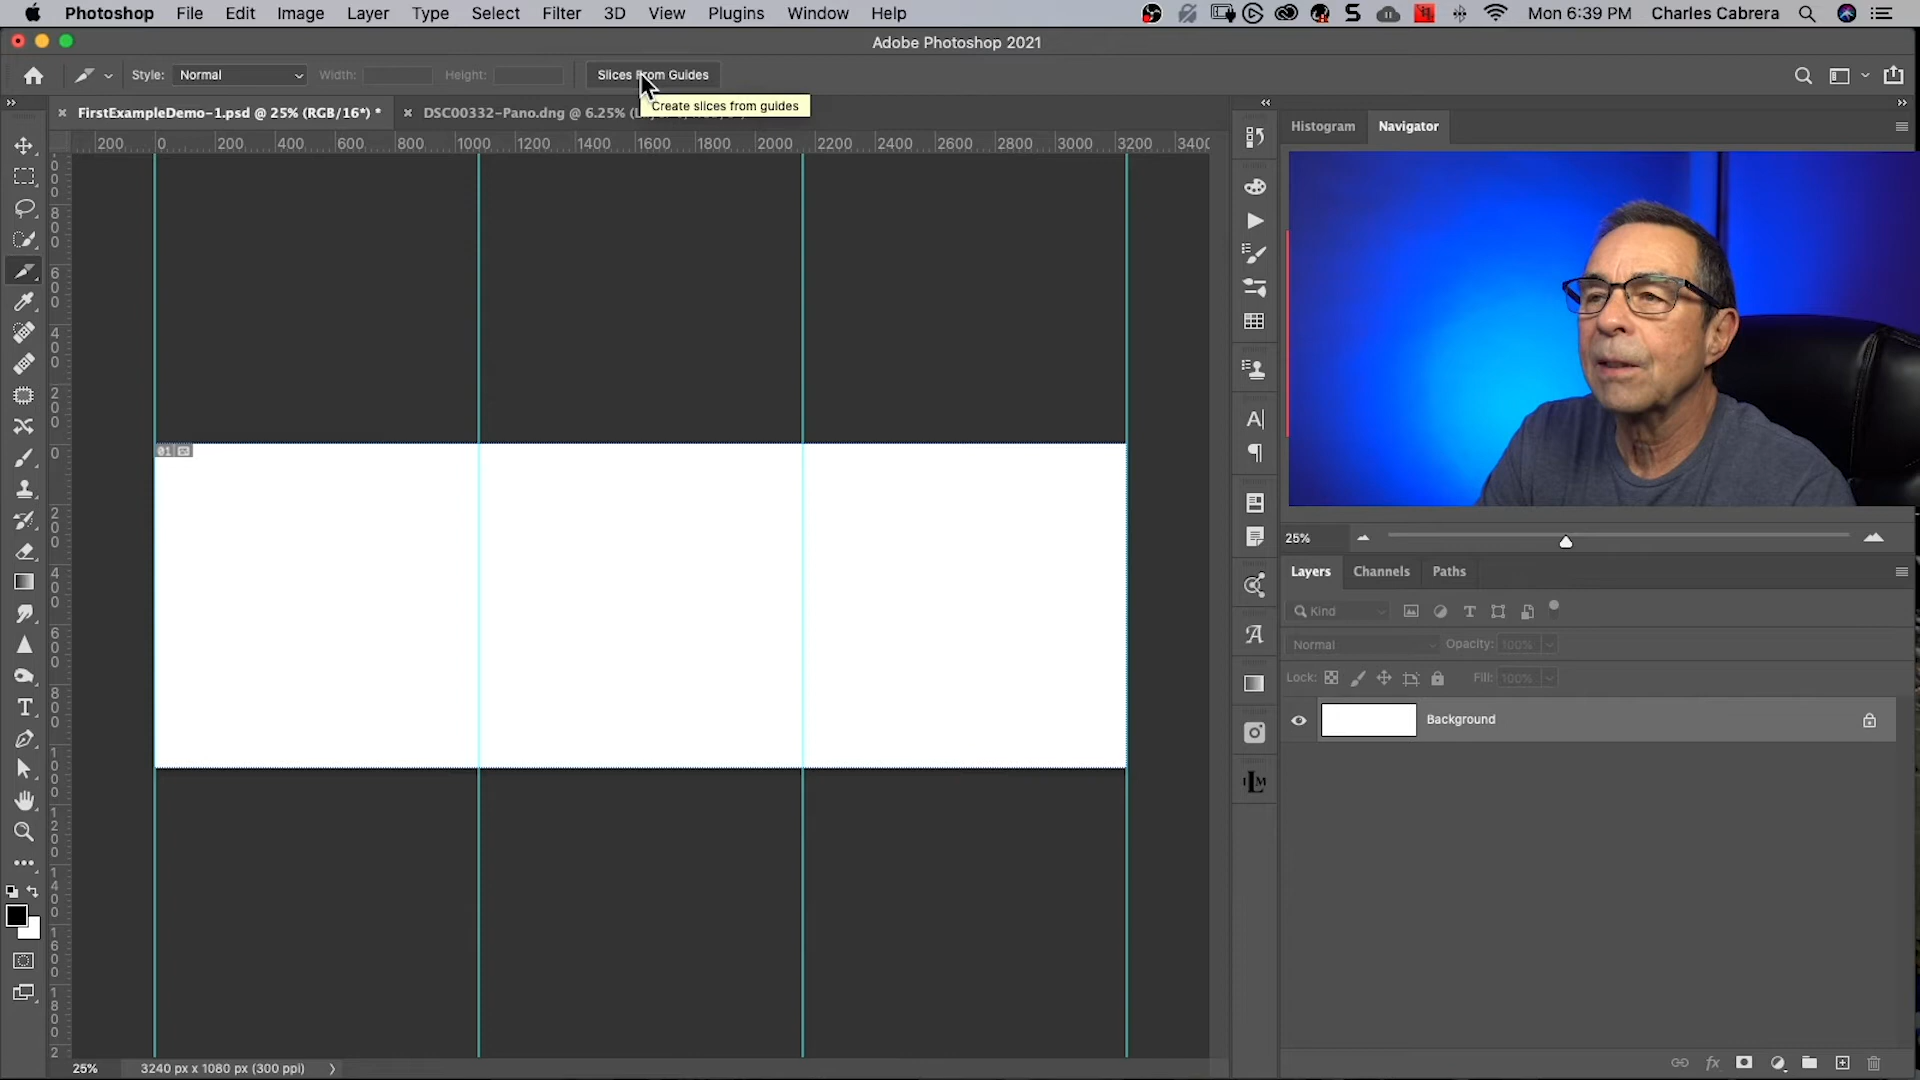 Photoshop File Edit Image Layer Type Select Filter 3D View Plugins Window Help Mon 6:39 PM Charles Cabrera
Adobe Photoshop 2021
Style: Normal Width: Height: Slices From Guides
Create slices from guides
FirstExampleDemo-1.psd @ 25% (RGB/16*) * DSC00332-Pano.dng @ 6.25%
200 0 200 400 600 800 1000 1200 1400 1600 1800 2000 2200 2400 2600 2800 3000 3200 3400
01
Histogram Navigator
25%
Layers Channels Paths
Kind
Normal Opacity: 100%
Lock: Fill: 100%
Background
25% 3240 px x 1080 px (300 ppi)